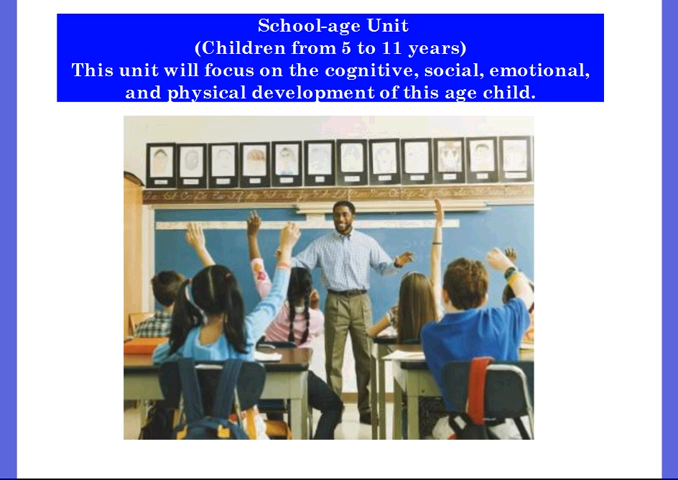 School-age Unit
(Children from 5 to 11 years)
This unit will focus on the cognitive, social, emotional,
and physical development of this age child.